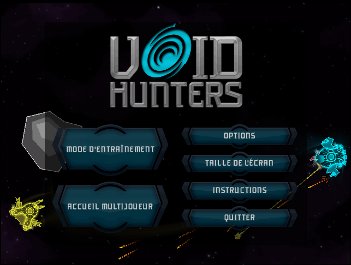 VOID
HUNTERS
MODE D'ENTRAÎNEMENT
ACCUEIL MULTIJOUEUR
OPTIONS
TAILLE DE L'ÉCRAN
INSTRUCTIONS
QUITTER